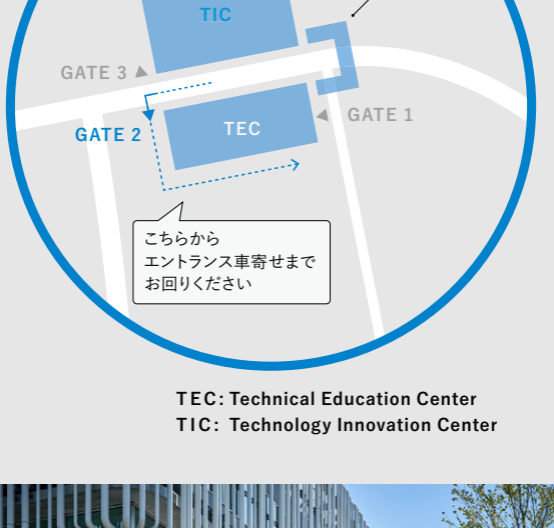 TIC
GATE 3
GATE 1
GATE 2
TEC
こちらから
エントランス車寄せまで
お回りください
TEC: Technical Education Center
TIC: Technology Innovation Center